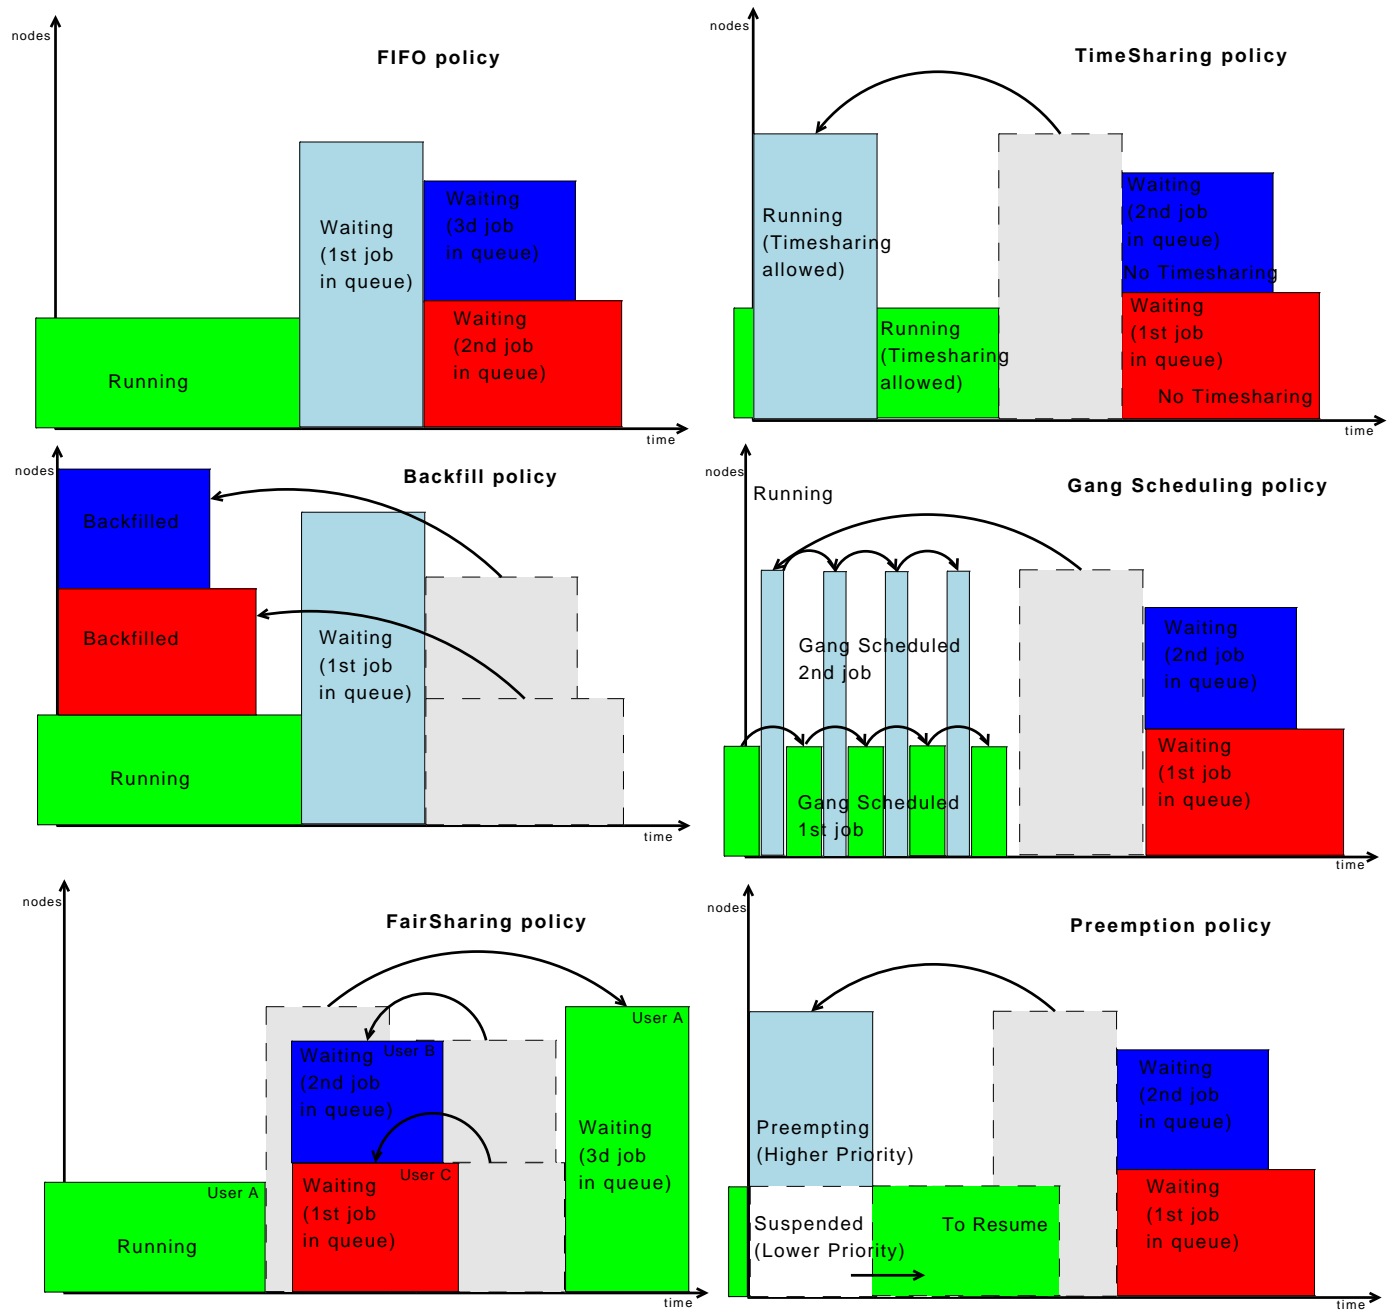 nodes
FIFO policy
Waiting
(1st job
in queue)
Waiting
(3d job
in queue)
Waiting
(2nd job
in queue)
Running
time
nodes
TimeSharing policy
Running
(Timesharing
allowed)
Running
(Timesharing
allowed)
Waiting
(2nd job
in queue)
No Timesharing
Waiting
(1st job
in queue)
No Timesharing
time
nodes
Backfill policy
Backfilled
Backfilled
Waiting
(1st job
in queue)
Running
time
nodes
Gang Scheduling policy
Running
Gang Scheduled
2nd job
Gang Scheduled
1st job
Waiting
(2nd job
in queue)
Waiting
(1st job
in queue)
time
nodes
FairSharing policy
User A
Running
User B
Waiting
(2nd job
in queue)
User C
Waiting
(1st job
in queue)
User A
Waiting
(3d job
in queue)
time
nodes
Preemption policy
Preempting
(Higher Priority)
Suspended
(Lower Priority)
To Resume
Waiting
(2nd job
in queue)
Waiting
(1st job
in queue)
time